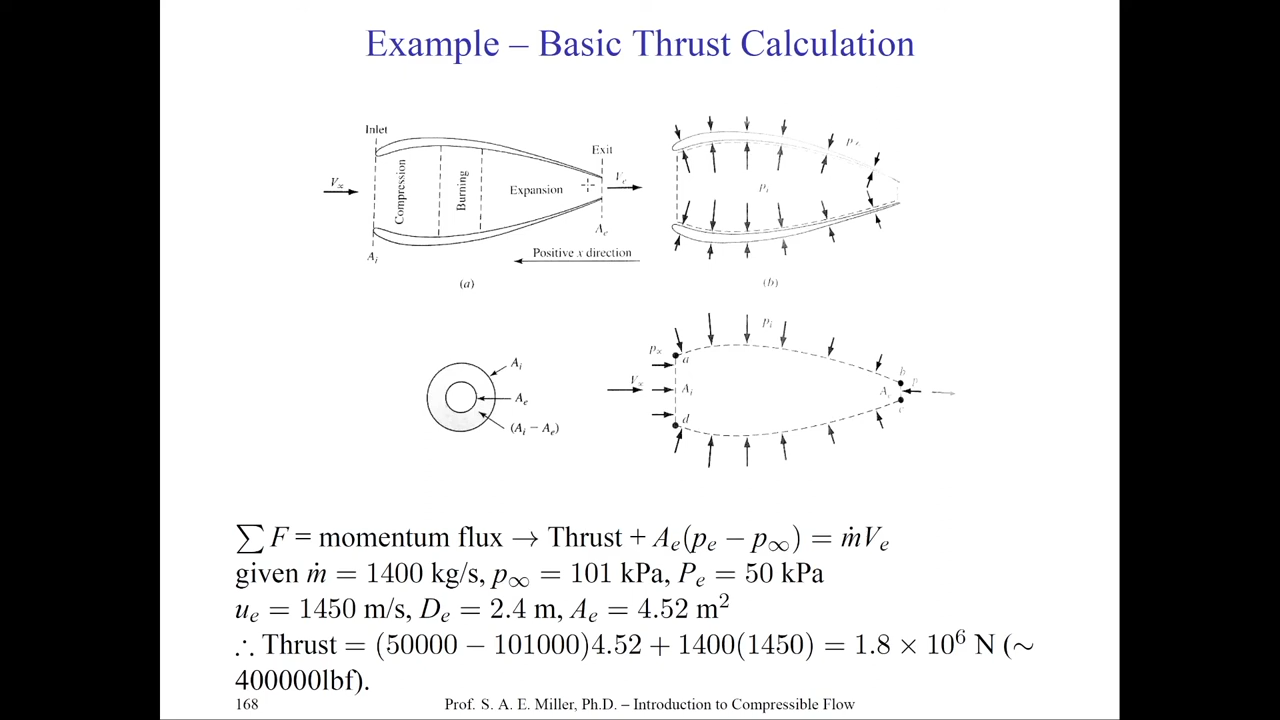 Example – Basic Thrust Calculation
Inlet
Exit
V∞
Compression
Burning
Expansion
Ve
Ai
Ae
Positive x direction
(a)
pi
(b)
Ai
Ae
(Ai − Ae)
pi
p∞
a
b
V∞
Ai
c
d
∑ F = momentum flux → Thrust + Ae(pe − p∞) = ṁVe
given ṁ = 1400 kg/s, p∞ = 101 kPa, Pe = 50 kPa
ue = 1450 m/s, De = 2.4 m, Ae = 4.52 m²
∴ Thrust = (50000 − 101000)4.52 + 1400(1450) = 1.8 × 10⁶ N (∼
400000lbf).
168
Prof. S. A. E. Miller, Ph.D. – Introduction to Compressible Flow